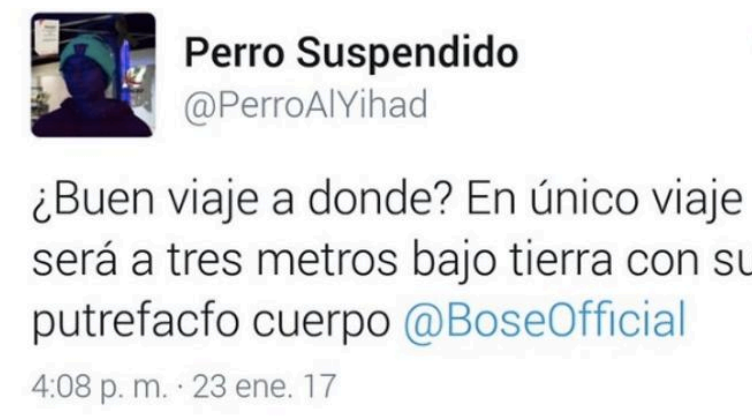 Perro Suspendido
@PerroAlYihad
¿Buen viaje a donde? En único viaje
será a tres metros bajo tierra con su
putrefacfo cuerpo @BoseOfficial
4:08 p. m. · 23 ene. 17